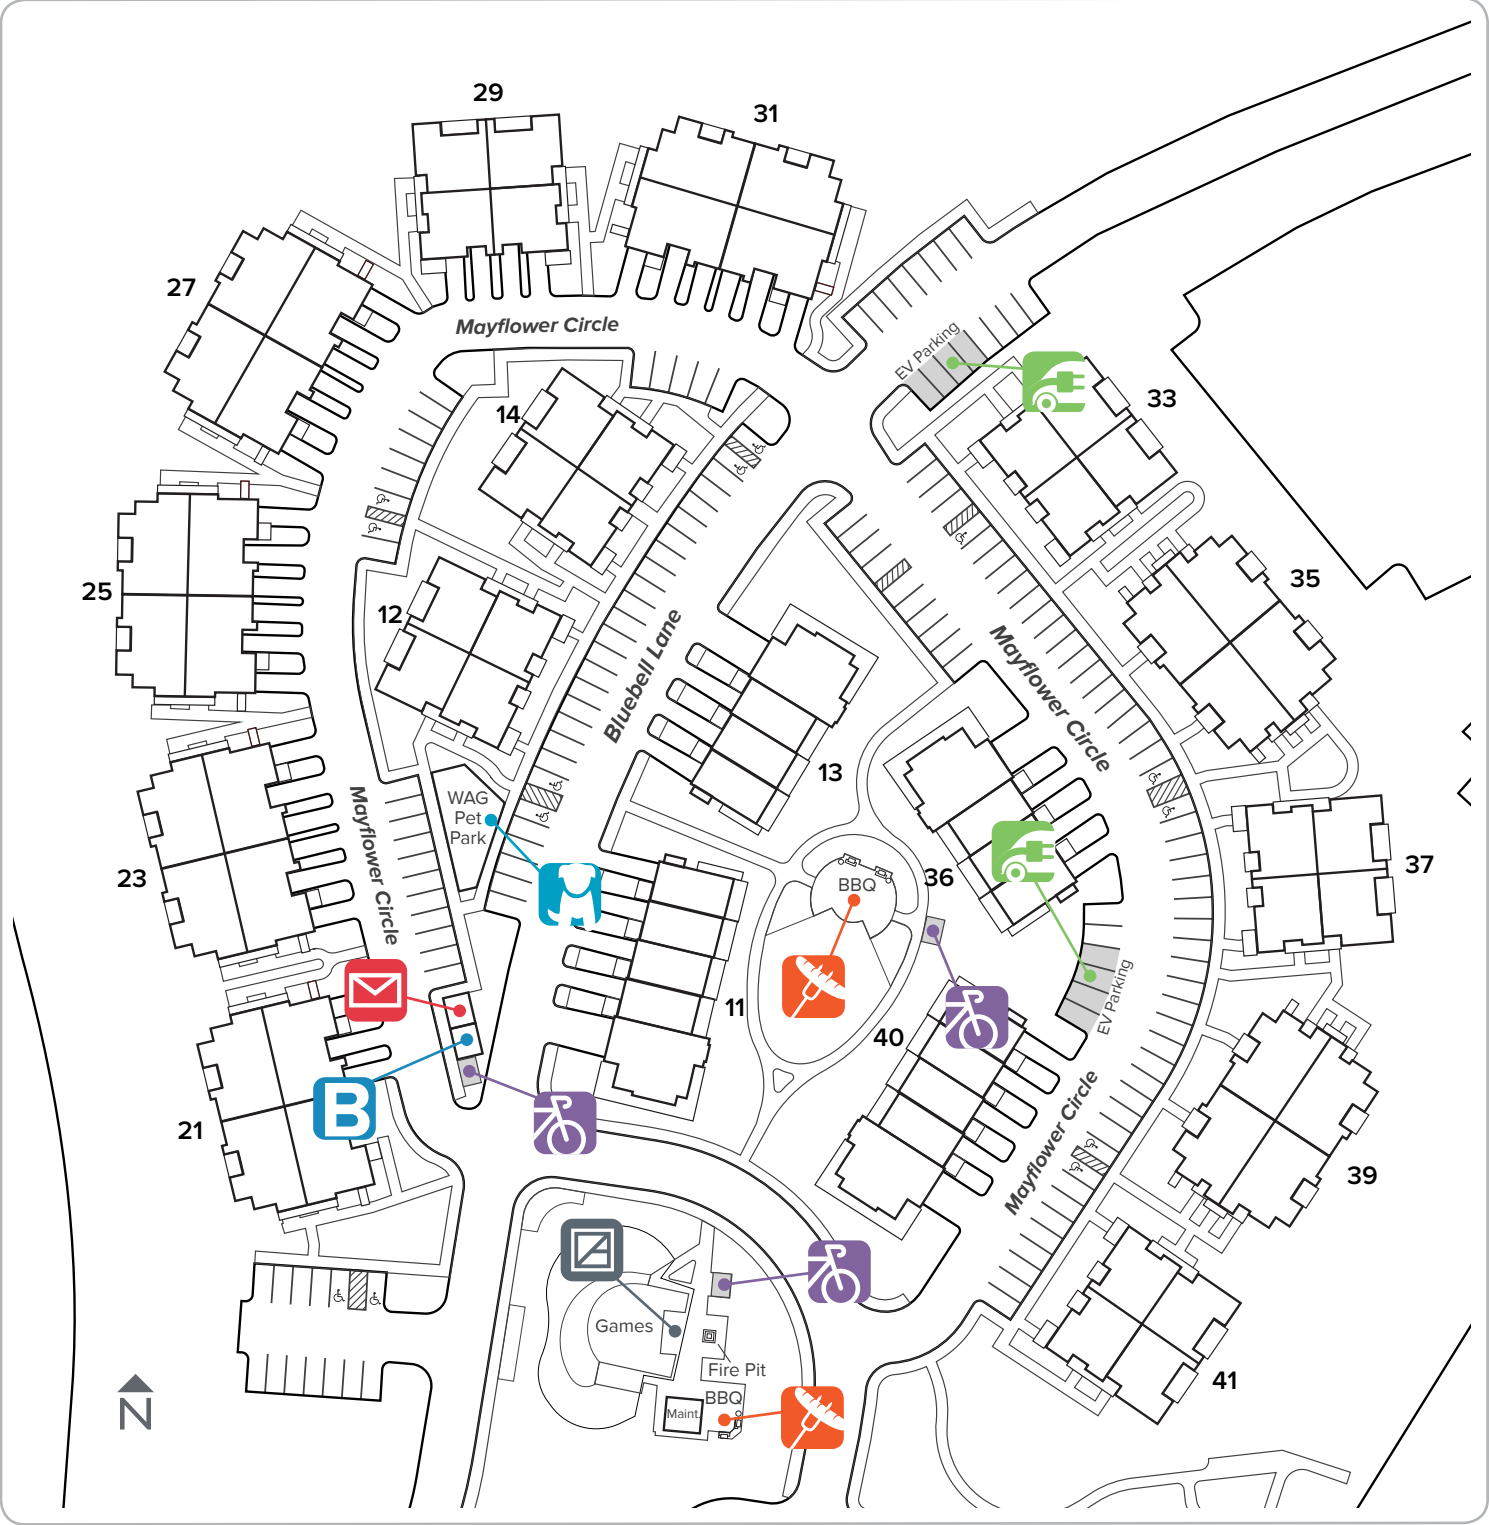 29
31
27
Mayflower Circle
EV Parking
33
14
35
25
12
Bluebell Lane
Mayflower Circle
13
WAG
Pet
Park
Mayflower Circle
23
BBQ
36
37
11
40
EV Parking
B
21
Mayflower Circle
39
Games
Fire Pit
BBQ
Maint.
41
N